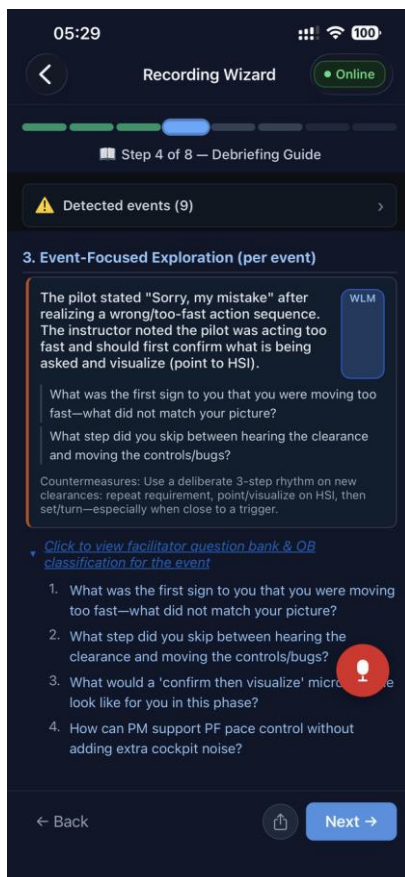 05:29
100
Recording Wizard
Online
Step 4 of 8 — Debriefing Guide
Detected events (9)
3. Event-Focused Exploration (per event)
The pilot stated "Sorry, my mistake" after
realizing a wrong/too-fast action sequence.
The instructor noted the pilot was acting too
fast and should first confirm what is being
asked and visualize (point to HSI).
WLM
What was the first sign to you that you were moving too
fast—what did not match your picture?
What step did you skip between hearing the clearance
and moving the controls/bugs?
Countermeasures: Use a deliberate 3-step rhythm on new
clearances: repeat requirement, point/visualize on HSI, then
set/turn—especially when close to a trigger.
Click to view facilitator question bank & OB
classification for the event
1. What was the first sign to you that you were moving
too fast—what did not match your picture?
2. What step did you skip between hearing the
clearance and moving the controls/bugs?
3. What would a 'confirm then visualize'
look like for you in this phase?
4. How can PM support PF pace control without
adding extra cockpit noise?
← Back
Next →